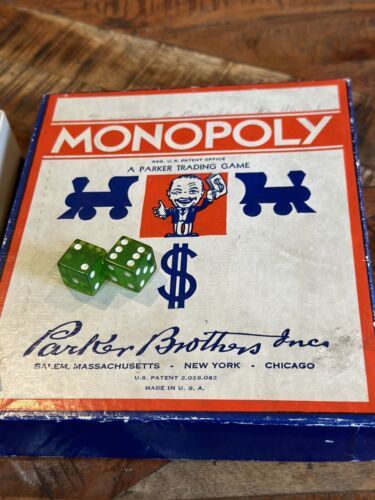 MONOPOLY
REG. U.S. PATENT OFFICE
A PARKER TRADING GAME
$
$
Parker Brothers Inc.
SALEM, MASSACHUSETTS - NEW YORK - CHICAGO
U.S. PATENT 2,026,082
MADE IN U.S.A.